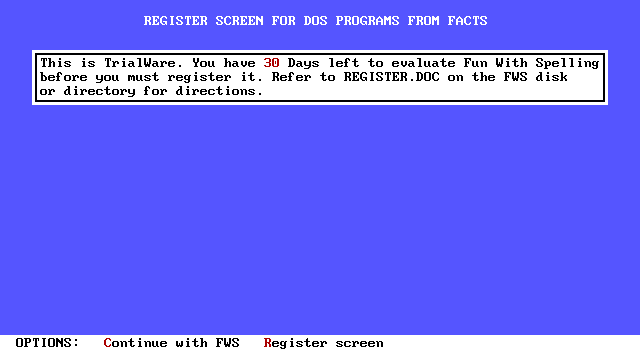 REGISTER SCREEN FOR DOS PROGRAMS FROM FACTS
This is TrialWare. You have 30 Days left to evaluate Fun With Spelling
before you must register it. Refer to REGISTER.DOC on the FWS disk
or directory for directions.
OPTIONS: Continue with FWS Register screen